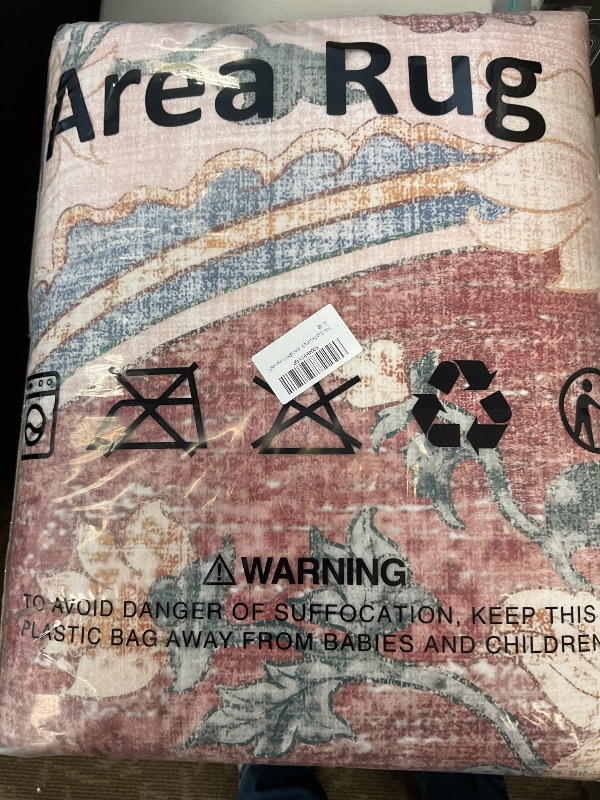 Area Rug
WARNING
TO AVOID DANGER OF SUFFOCATION, KEEP THIS
PLASTIC BAG AWAY FROM BABIES AND CHILDREN